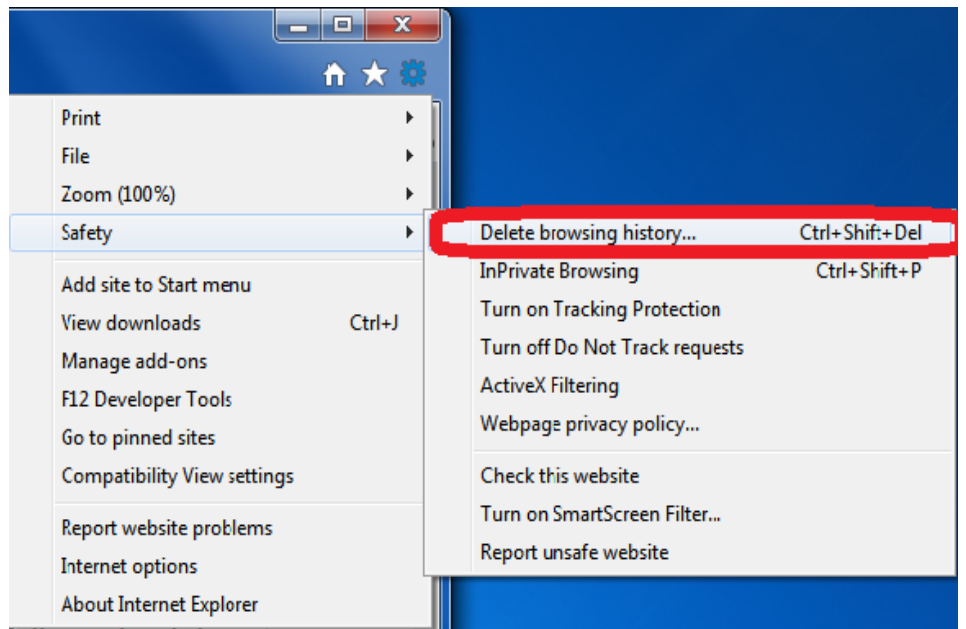 Print
File
Zoom (100%)
Safety
Add site to Start menu
View downloads Ctrl+J
Manage add-ons
F12 Developer Tools
Go to pinned sites
Compatibility View settings
Report website problems
Internet options
About Internet Explorer
Delete browsing history... Ctrl+Shift+Del
InPrivate Browsing Ctrl+Shift+P
Turn on Tracking Protection
Turn off Do Not Track requests
ActiveX Filtering
Webpage privacy policy...
Check this website
Turn on SmartScreen Filter...
Report unsafe website